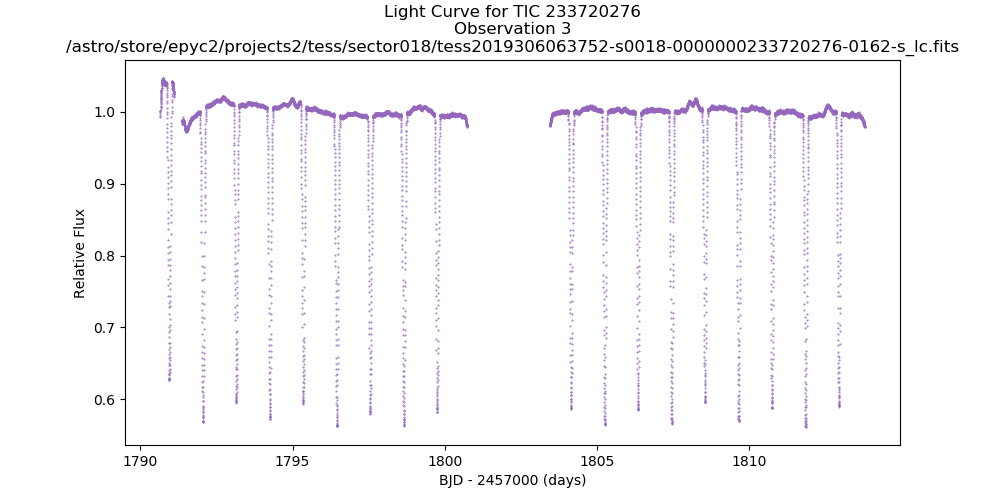 Light Curve for TIC 233720276
Observation 3
/astro/store/epyc2/projects2/tess/sector018/tess2019306063752-s0018-0000000233720276-0162-s_lc.fits
Relative Flux
1.0
0.9
0.8
0.7
0.6
1790
1795
1800
1805
1810
BJD - 2457000 (days)